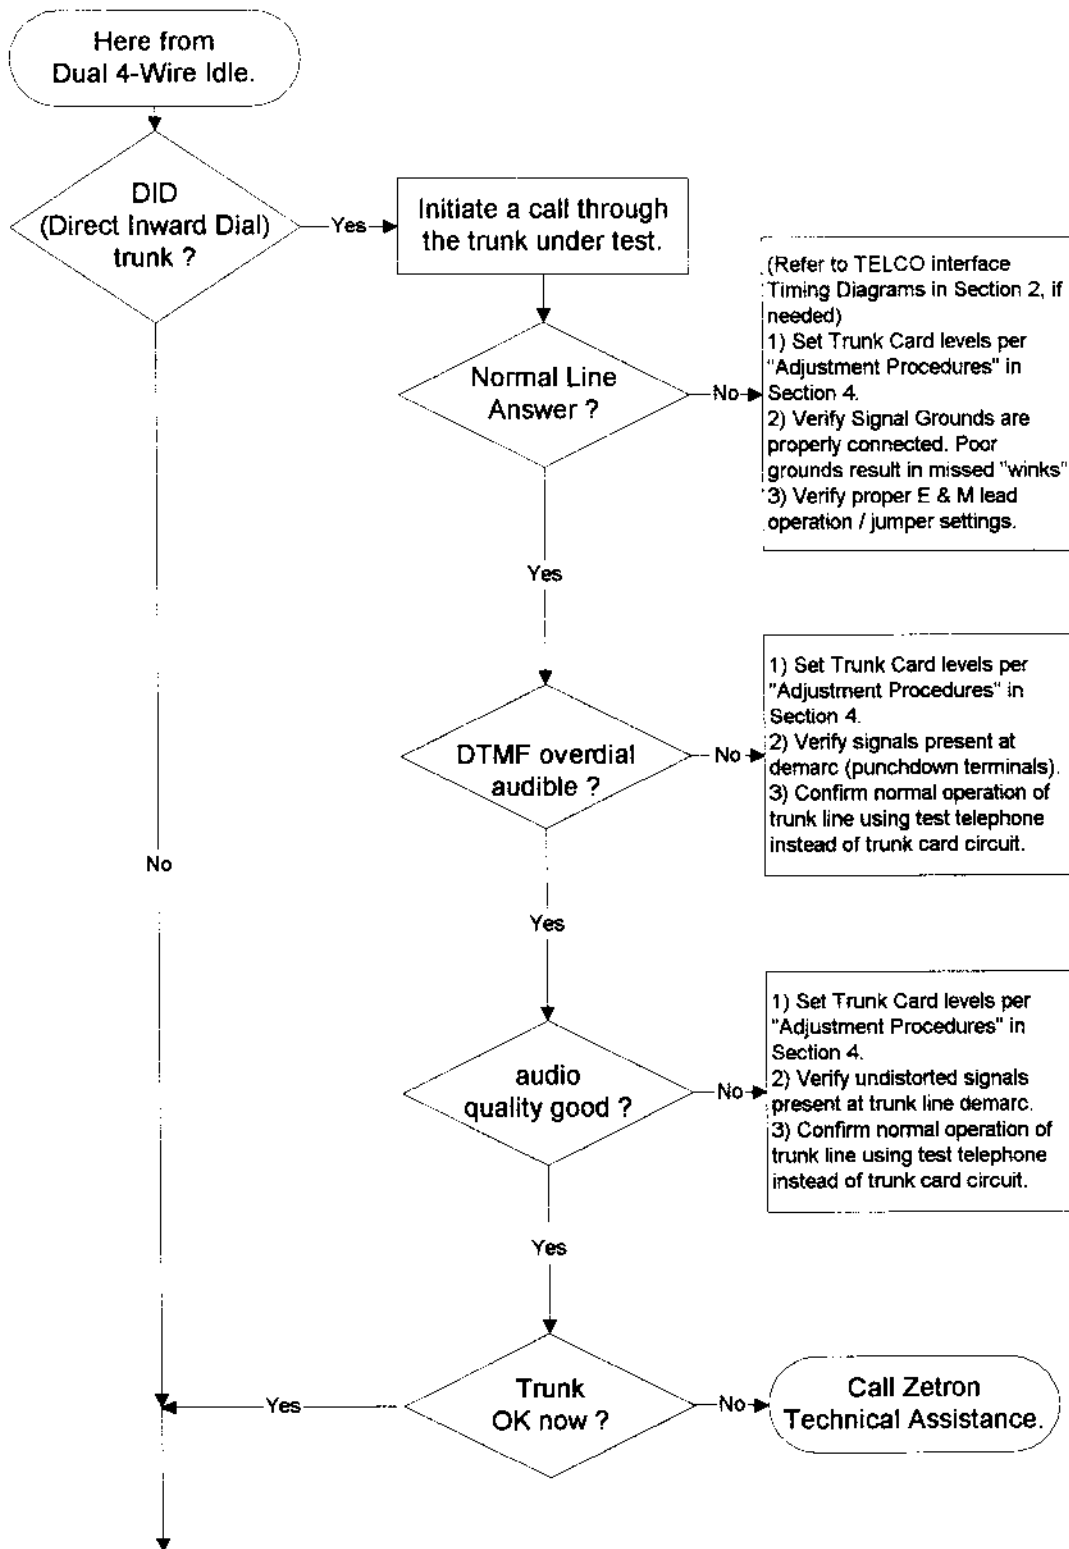 Here from
Dual 4-Wire Idle.
DID
(Direct Inward Dial)
trunk ?
Yes
Initiate a call through
the trunk under test.
Normal Line
Answer ?
No
(Refer to TELCO interface
Timing Diagrams in Section 2, if
needed)
1) Set Trunk Card levels per
"Adjustment Procedures" in
Section 4.
2) Verify Signal Grounds are
properly connected. Poor
grounds result in missed "winks"
3) Verify proper E & M lead
operation / jumper settings.
Yes
DTMF overdial
audible ?
No
1) Set Trunk Card levels per
"Adjustment Procedures" in
Section 4.
2) Verify signals present at
demarc (punchdown terminals).
3) Confirm normal operation of
trunk line using test telephone
instead of trunk card circuit.
No
Yes
audio
quality good ?
No
1) Set Trunk Card levels per
"Adjustment Procedures" in
Section 4.
2) Verify undistorted signals
present at trunk line demarc.
3) Confirm normal operation of
trunk line using test telephone
instead of trunk card circuit.
Yes
Trunk
OK now ?
Yes
No
Call Zetron
Technical Assistance.